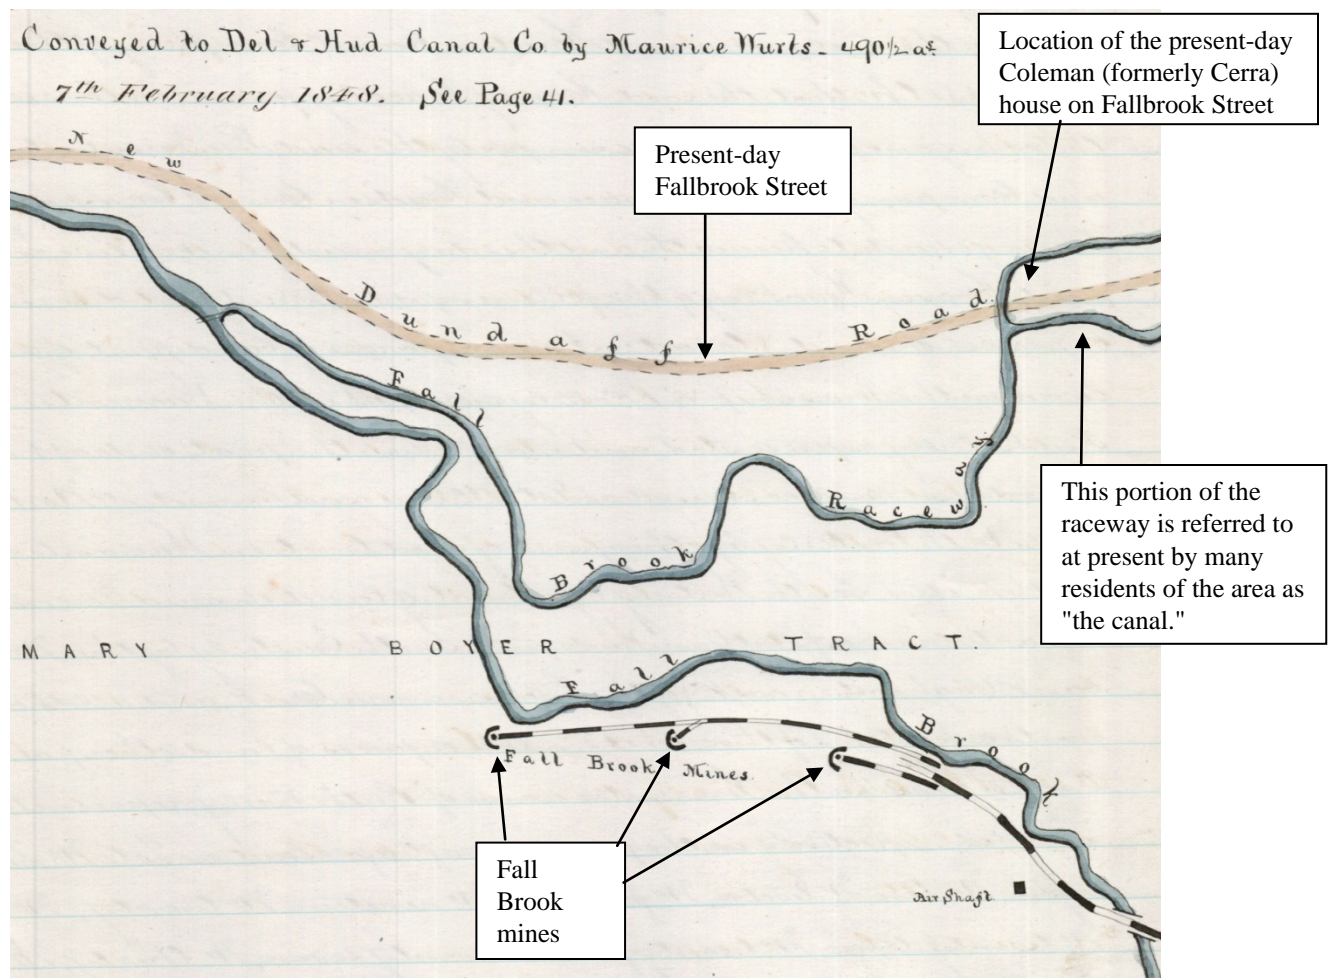 Conveyed to Del & Hud Canal Co. by Maurice Wurts - 490 1/2 as.
7th February 1848. See Page 41.
Location of the present-day
Coleman (formerly Cerra)
house on Fallbrook Street
Present-day
Fallbrook Street
New Dundaff Road
Fall Brook Raceway
This portion of the
raceway is referred to
at present by many
residents of the area as
"the canal."
MARY BOYER TRACT.
Fall Brook
Fall Brook Mines.
Fall
Brook
mines
Air Shaft.